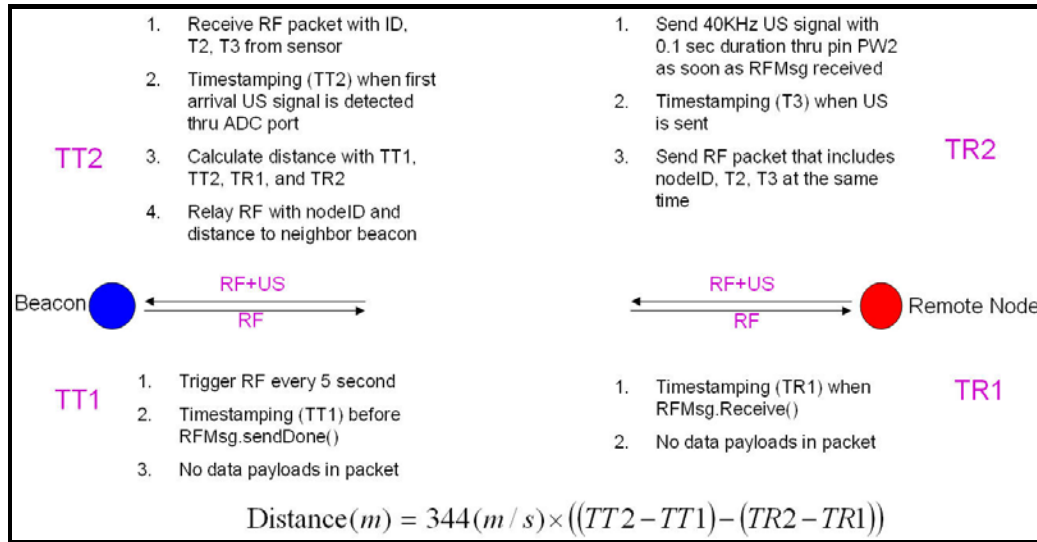 1. Receive RF packet with ID,
T2, T3 from sensor
2. Timestamping (TT2) when first
arrival US signal is detected
thru ADC port
3. Calculate distance with TT1,
TT2, TR1, and TR2
4. Relay RF with nodeID and
distance to neighbor beacon
TT2
1. Send 40KHz US signal with
0.1 sec duration thru pin PW2
as soon as RFMsg received
2. Timestamping (T3) when US
is sent
3. Send RF packet that includes
nodeID, T2, T3 at the same
time
TR2
Beacon
RF+US
RF
RF+US
RF
Remote Node
TT1
1. Trigger RF every 5 second
2. Timestamping (TT1) before
RFMsg.sendDone()
3. No data payloads in packet
1. Timestamping (TR1) when
RFMsg.Receive()
2. No data payloads in packet
TR1
Distance(m) = 344(m/s)×((TT2−TT1)−(TR2−TR1))